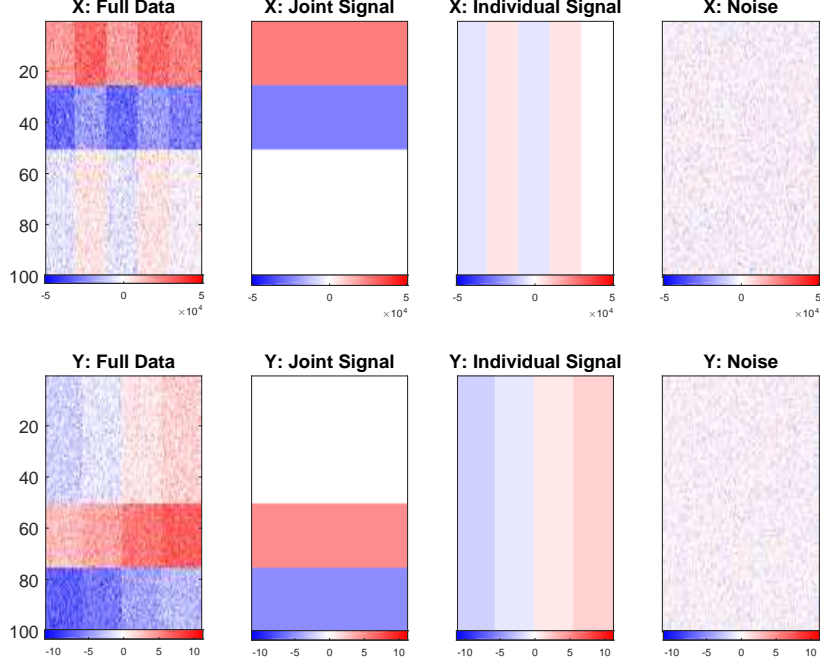 X: Full Data
X: Joint Signal
X: Individual Signal
X: Noise
20
40
60
80
100
-5 0 5
×10⁴
-5 0 5
×10⁴
-5 0 5
×10⁴
-5 0 5
×10⁴
Y: Full Data
Y: Joint Signal
Y: Individual Signal
Y: Noise
20
40
60
80
100
-10 -5 0 5 10
-10 -5 0 5 10
-10 -5 0 5 10
-10 -5 0 5 10